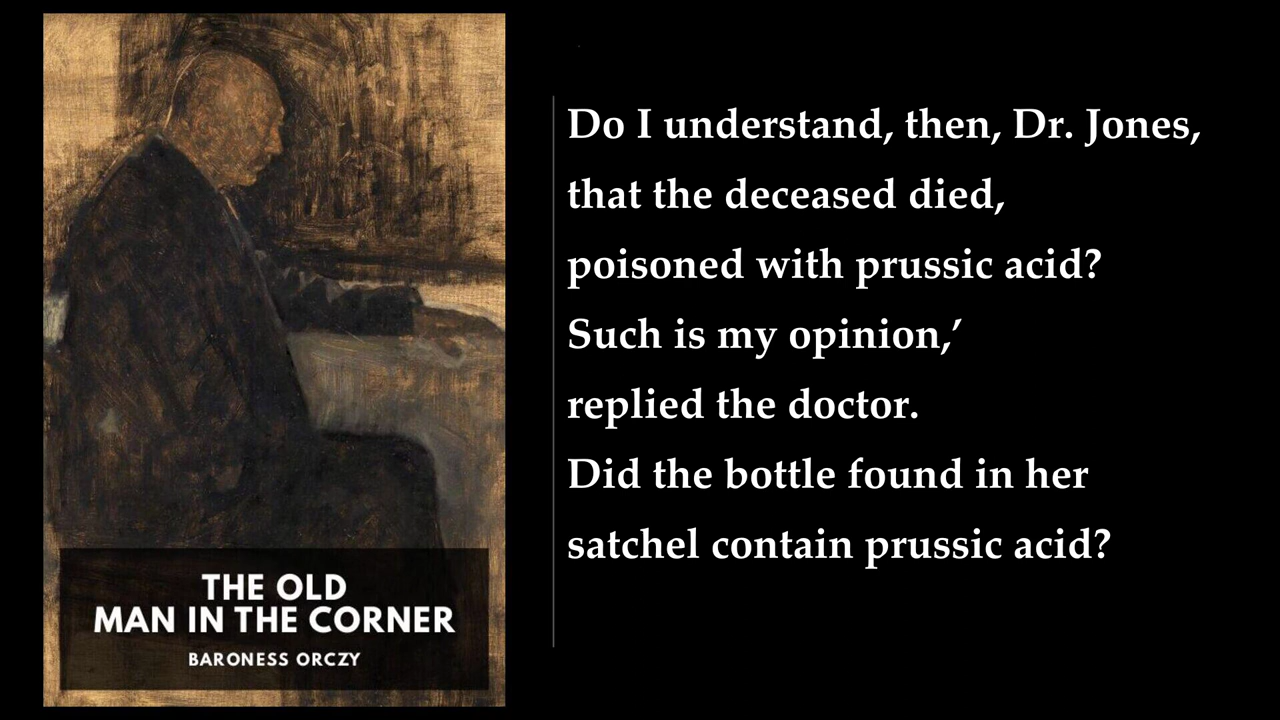 Do I understand, then, Dr. Jones,
that the deceased died,
poisoned with prussic acid?
Such is my opinion,’
replied the doctor.
Did the bottle found in her
satchel contain prussic acid?
THE OLD
MAN IN THE CORNER
BARONESS ORCZY